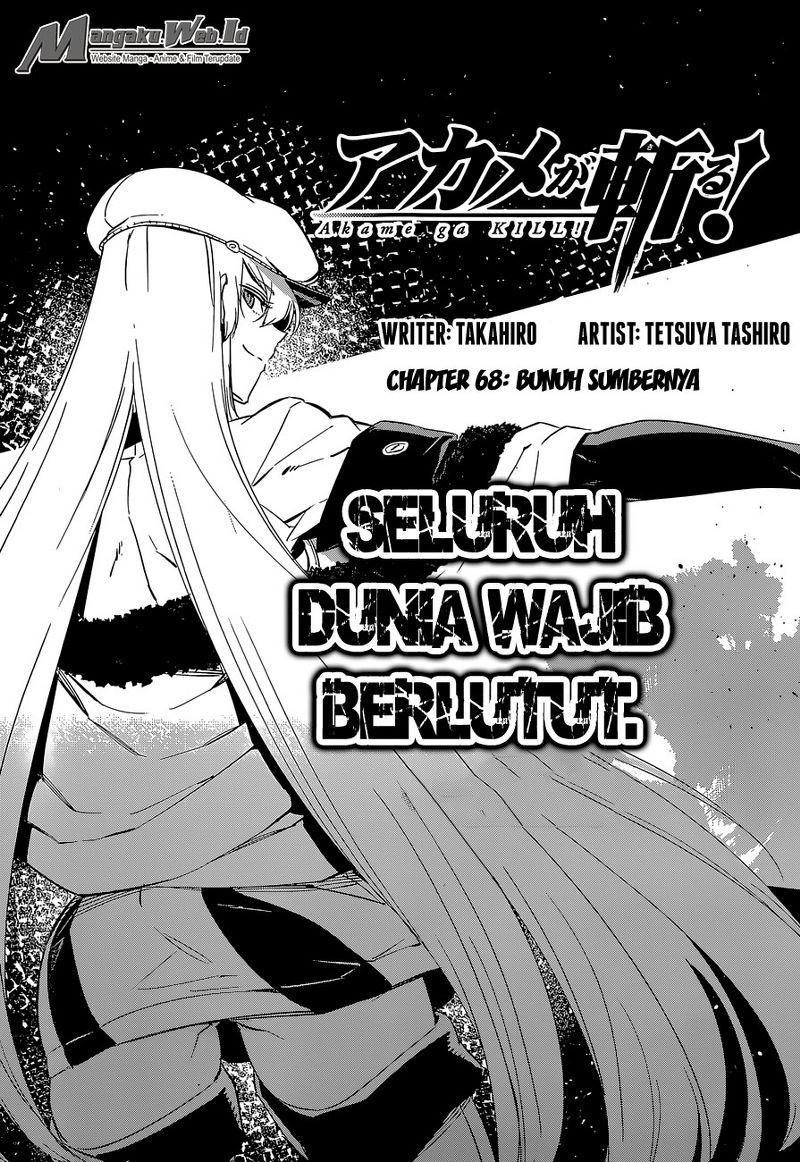 Mangaku.Web.Id
Website Manga - Anime & Film Terupdate
アカメが斬る!
Akame ga KILL!
WRITER: TAKAHIRO ARTIST: TETSUYA TASHIRO
CHAPTER 68: BUNUH SUMBERNYA
SELURUH
DUNIA WAJIB
BERLUTUT.